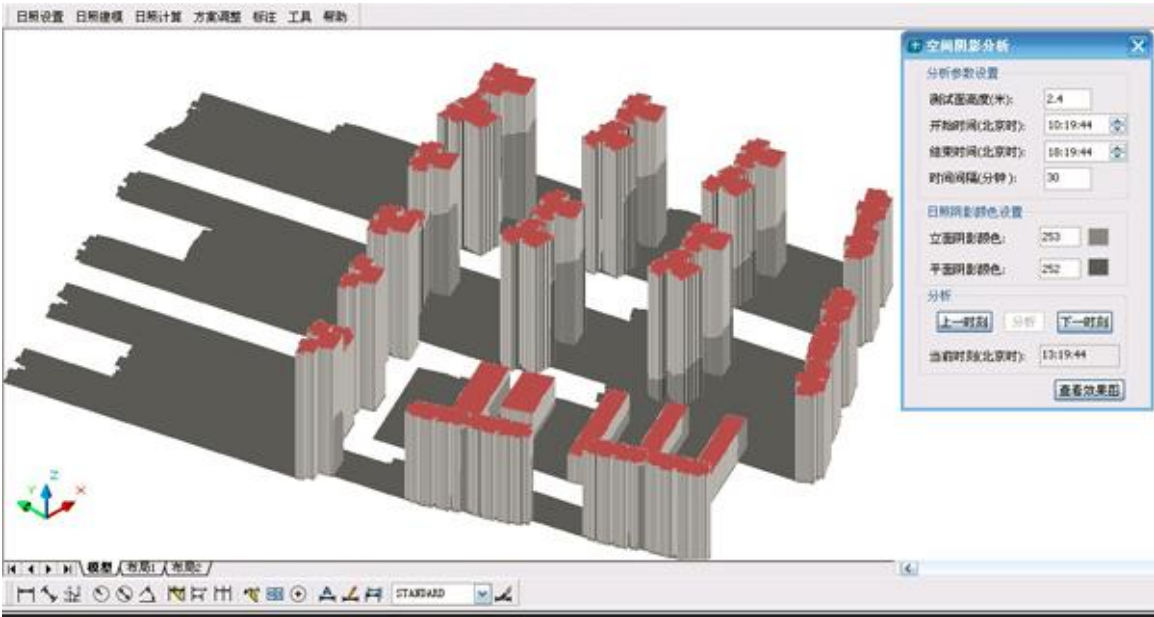 日照设置 日照建模 日照计算 方案调整 标注 工具 帮助
空间阴影分析
分析参数设置
测试面高度(米): 2.4
开始时间(北京时): 10:19:44
结束时间(北京时): 18:19:44
时间间隔(分钟): 30
日照阴影颜色设置
立面阴影颜色: 253
平面阴影颜色: 252
分析
上一时刻 分析 下一时刻
当前时刻(北京时): 13:19:44
查看效果图
Z
Y X
模型 布局1 布局2
STANDARD